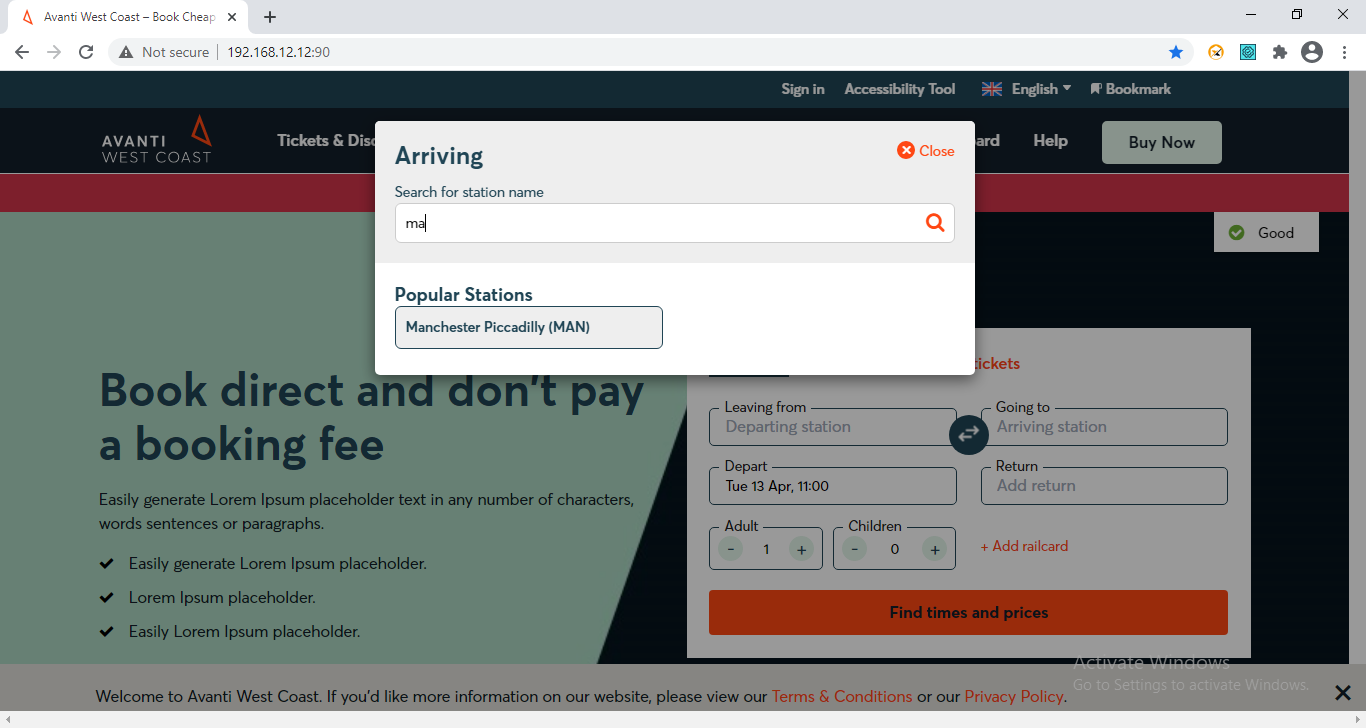 Avanti West Coast – Book Cheap
Not secure
192.168.12.12:90
Sign in
Accessibility Tool
English
Bookmark
AVANTI
WEST COAST
Tickets & Disc
ard
Help
Buy Now
Arriving
Close
Search for station name
ma
Good
Popular Stations
Manchester Piccadilly (MAN)
tickets
Book direct and don't pay
a booking fee
Easily generate Lorem Ipsum placeholder text in any number of characters,
words sentences or paragraphs.
Easily generate Lorem Ipsum placeholder.
Lorem Ipsum placeholder.
Easily Lorem Ipsum placeholder.
Leaving from
Departing station
Going to
Arriving station
Depart
Tue 13 Apr, 11:00
Return
Add return
Adult
- 1 +
Children
- 0 +
+ Add railcard
Find times and prices
Activate Windows
Go to Settings to activate Windows.
Welcome to Avanti West Coast. If you'd like more information on our website, please view our Terms & Conditions or our Privacy Policy.